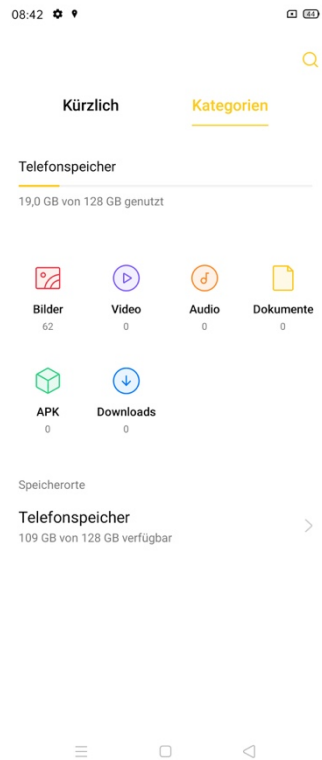 08:42 44
Kürzlich Kategorien
Telefonspeicher
19,0 GB von 128 GB genutzt
Bilder Video Audio Dokumente
62 0 0 0
APK Downloads
0 0
Speicherorte
Telefonspeicher
109 GB von 128 GB verfügbar